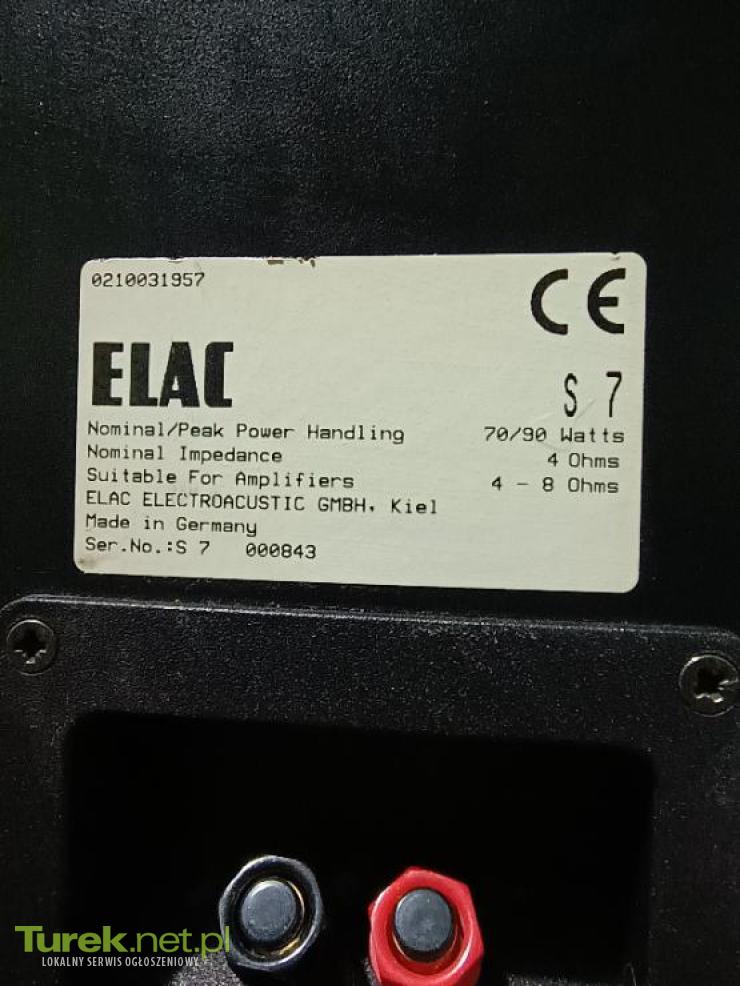 0210031957
CE
ELAC
S 7
Nominal/Peak Power Handling 70/90 Watts
Nominal Impedance 4 Ohms
Suitable For Amplifiers 4 - 8 Ohms
ELAC ELECTROACUSTIC GMBH, Kiel
Made in Germany
Ser.No.:S 7 000843
Turek.net.pl
LOKALNY SERWIS OGŁOSZENIOWY